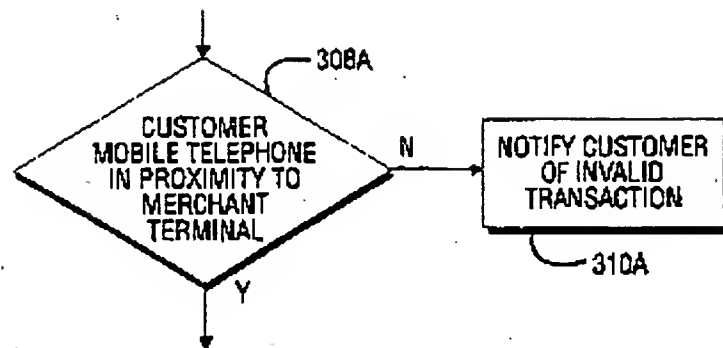 308A
CUSTOMER
MOBILE TELEPHONE
IN PROXIMITY TO
MERCHANT
TERMINAL
N
NOTIFY CUSTOMER
OF INVALID
TRANSACTION
310A
Y